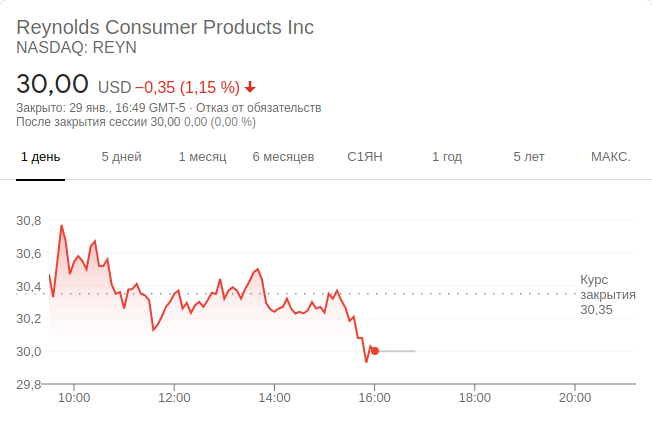 Reynolds Consumer Products Inc
NASDAQ: REYN
30,00 USD −0,35 (1,15 %)
Закрыто: 29 янв., 16:49 GMT-5 · Отказ от обязательств
После закрытия сессии 30,00 0,00 (0,00 %)
1 день 5 дней 1 месяц 6 месяцев С1ЯН 1 год 5 лет МАКС.
30,8
30,6
30,4
30,2
30,0
29,8
Курс
закрытия
30,35
10:00 12:00 14:00 16:00 18:00 20:00